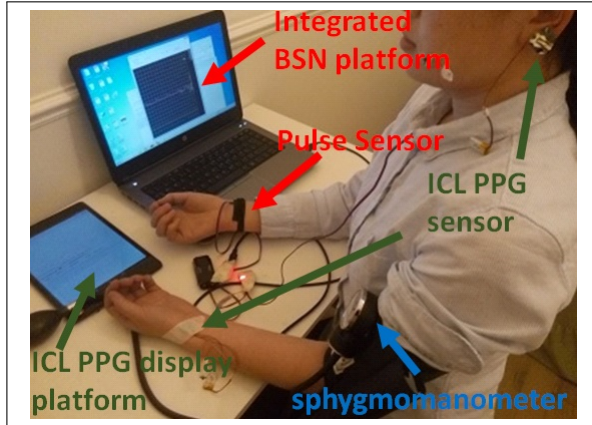 Integrated
BSN platform
Pulse Sensor
ICL PPG
sensor
ICL PPG display
platform
sphygmomanometer